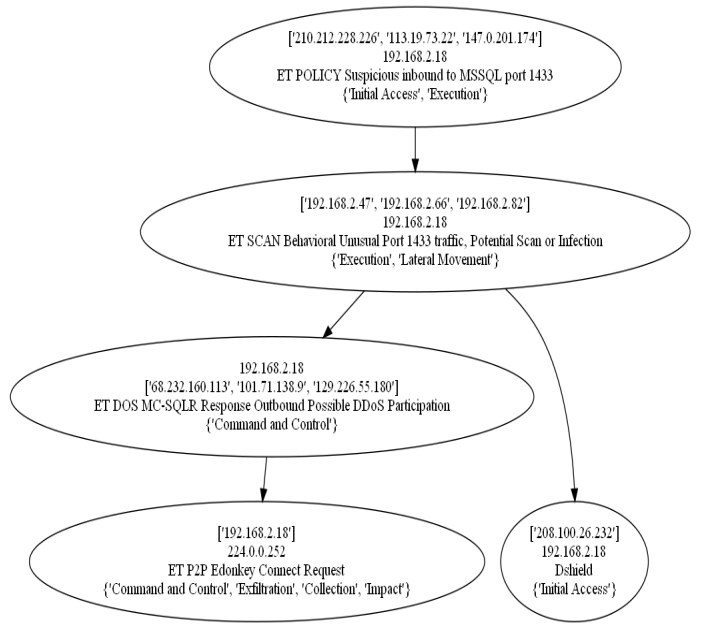 ['210.212.228.226', '113.19.73.22', '147.0.201.174']
192.168.2.18
ET POLICY Suspicious inbound to MSSQL port 1433
{'Initial Access', 'Execution'}
['192.168.2.47', '192.168.2.66', '192.168.2.82']
192.168.2.18
ET SCAN Behavioral Unusual Port 1433 traffic, Potential Scan or Infection
{'Execution', 'Lateral Movement'}
192.168.2.18
['68.232.160.113', '101.71.138.9', '129.226.55.180']
ET DOS MC-SQLR Response Outbound Possible DDoS Participation
{'Command and Control'}
['192.168.2.18']
224.0.0.252
ET P2P Edonkey Connect Request
{'Command and Control', 'Exfiltration', 'Collection', 'Impact'}
['208.100.26.232']
192.168.2.18
Dshield
{'Initial Access'}